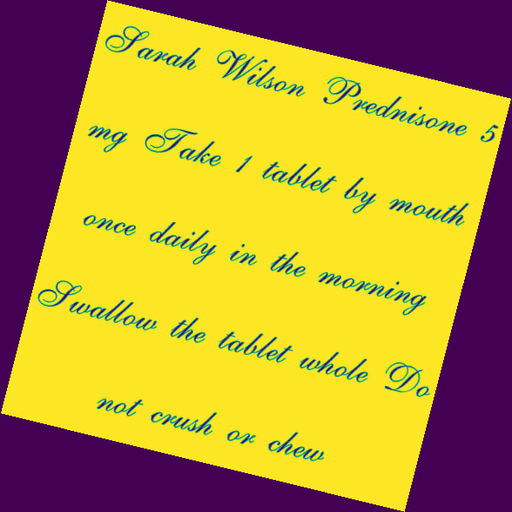 Sarah Wilson Prednisone 5
mg Take 1 tablet by mouth
once daily in the morning
Swallow the tablet whole Do
not crush or chew